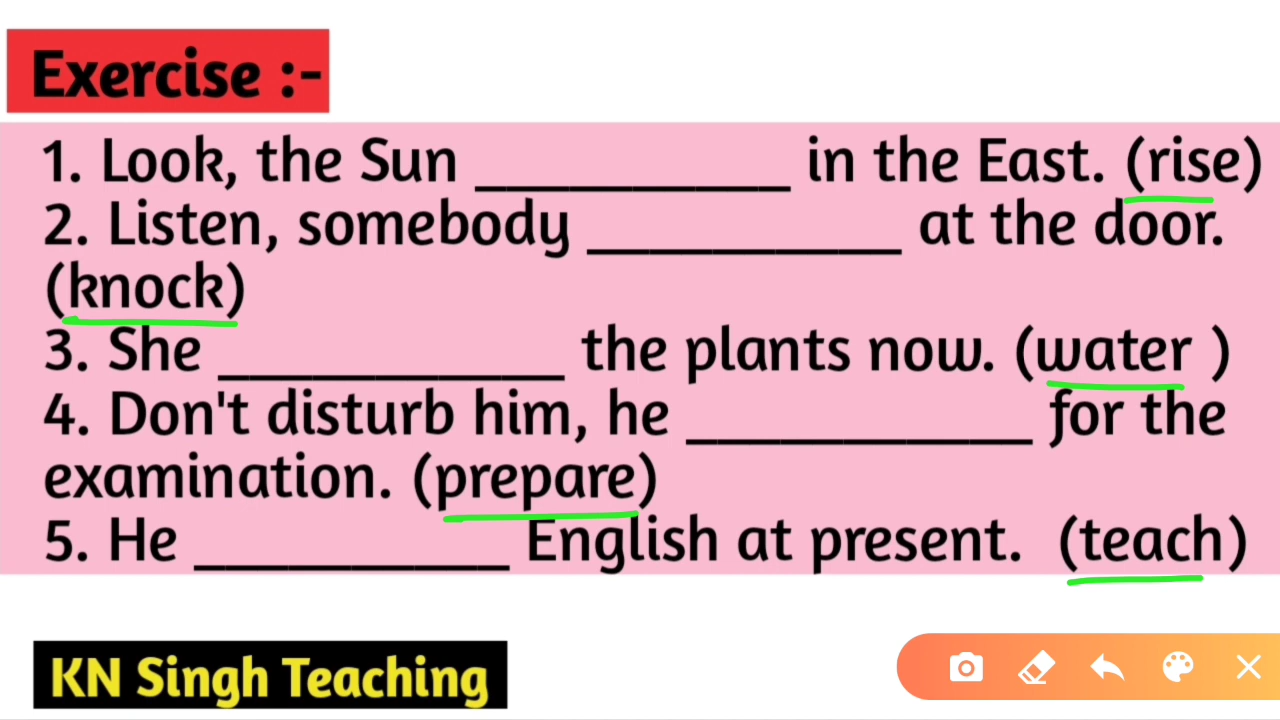 Exercise :-
1. Look, the Sun __________ in the East. (rise)
2. Listen, somebody __________ at the door.
(knock)
3. She ___________ the plants now. (water )
4. Don't disturb him, he ___________ for the
examination. (prepare)
5. He __________ English at present.  (teach)
KN Singh Teaching